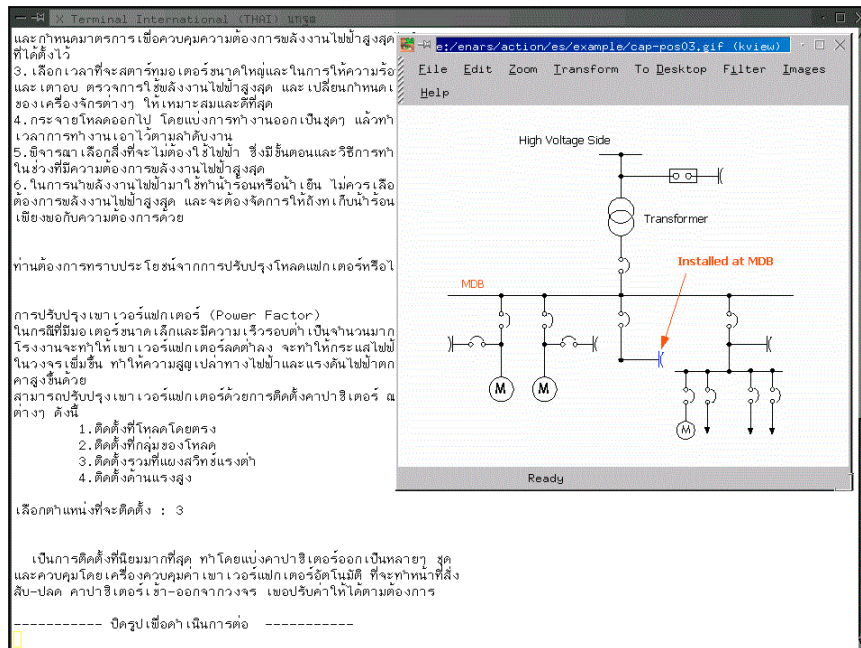 X Terminal International (THAI) บทจูล
และกำหนดมาตรการเพื่อควบคุมความต้องการพลังงานไฟฟ้าสูงสุด
ที่ได้ตั้งไว้
3.เลือกเวลาที่จะสตาร์ทมอเตอร์ขนาดใหญ่และในการให้ความร้อ
และเตาอบ ตรวจการใช้พลังงานไฟฟ้าสูงสุด และเปลี่ยนกำหนดเ
ของเครื่องจักรต่างๆ ให้เหมาะสมและดีที่สุด
4.กระจายโหลดออกไป โดยแบ่งการทำงานออกเป็นชุดๆ แล้วทำ
เวลาการทำงานเอาไว้ตามลำดับงาน
5.พิจารณาเลือกสิ่งที่จะไม่ต้องใช้ไฟฟ้า ซึ่งมีขั้นตอนและวิธีการทำ
ในช่วงที่มีความต้องการพลังงานไฟฟ้าสูงสุด
6.ในการนำพลังงานไฟฟ้ามาใช้ทำน้ำร้อนหรือน้ำเย็น ไม่ควรเลือ
ต้องการพลังงานไฟฟ้าสูงสุด และจะต้องจัดการให้ถังทเก็บน้ำร้อน
เพียงพอกับความต้องการด้วย
ท่านต้องการทราบประโยชน์จากการปรับปรุงโหลดแฟกเตอร์หรือไ
การปรับปรุงเพาเวอร์แฟกเตอร์ (Power Factor)
ในกรณีที่มีมอเตอร์ขนาดเล็กและมีความเร็วรอบต่ำเป็นจำนวนมาก
โรงงานจะทำให้เพาเวอร์แฟกเตอร์ลดต่ำลง จะทำให้กระแสไฟฟ้
ในวงจรเพิ่มขึ้น ทำให้ความสูญเปล่าทางไฟฟ้าและแรงดันไฟฟ้าตก
คาสูงขึ้นด้วย
สามารถปรับปรุงเพาเวอร์แฟกเตอร์ด้วยการติดตั้งคาปาซิเตอร์ ณ
ต่างๆ ดังนี้
1.ติดตั้งที่โหลดโดยตรง
2.ติดตั้งที่กลุ่มของโหลด
3.ติดตั้งรวมที่แผงสวิทช์แรงต่ำ
4.ติดตั้งด้านแรงสูง
เลือกตำแหน่งที่จะติดตั้ง : 3
เป็นการติดตั้งที่นิยมมากที่สุด ทำโดยแบ่งคาปาซิเตอร์ออกเป็นหลายๆ ชุด
และควบคุมโดยเครื่องควบคุมค่าเพาเวอร์แฟกเตอร์อัตโนมัติ ที่จะทำหน้าที่สั่ง
สับ-ปลด คาปาซิเตอร์เข้า-ออกจากวงจร เพอปรับค่าให้ได้ตามต้องการ
----------- ปิดรูปเพื่อดำเนินการต่อ -----------
e:/enars/action/es/example/cap-pos03.gif (kview)
File Edit Zoom Transform To Desktop Filter Images
Help
High Voltage Side
Transformer
Installed at MDB
MDB
M M
M
Ready